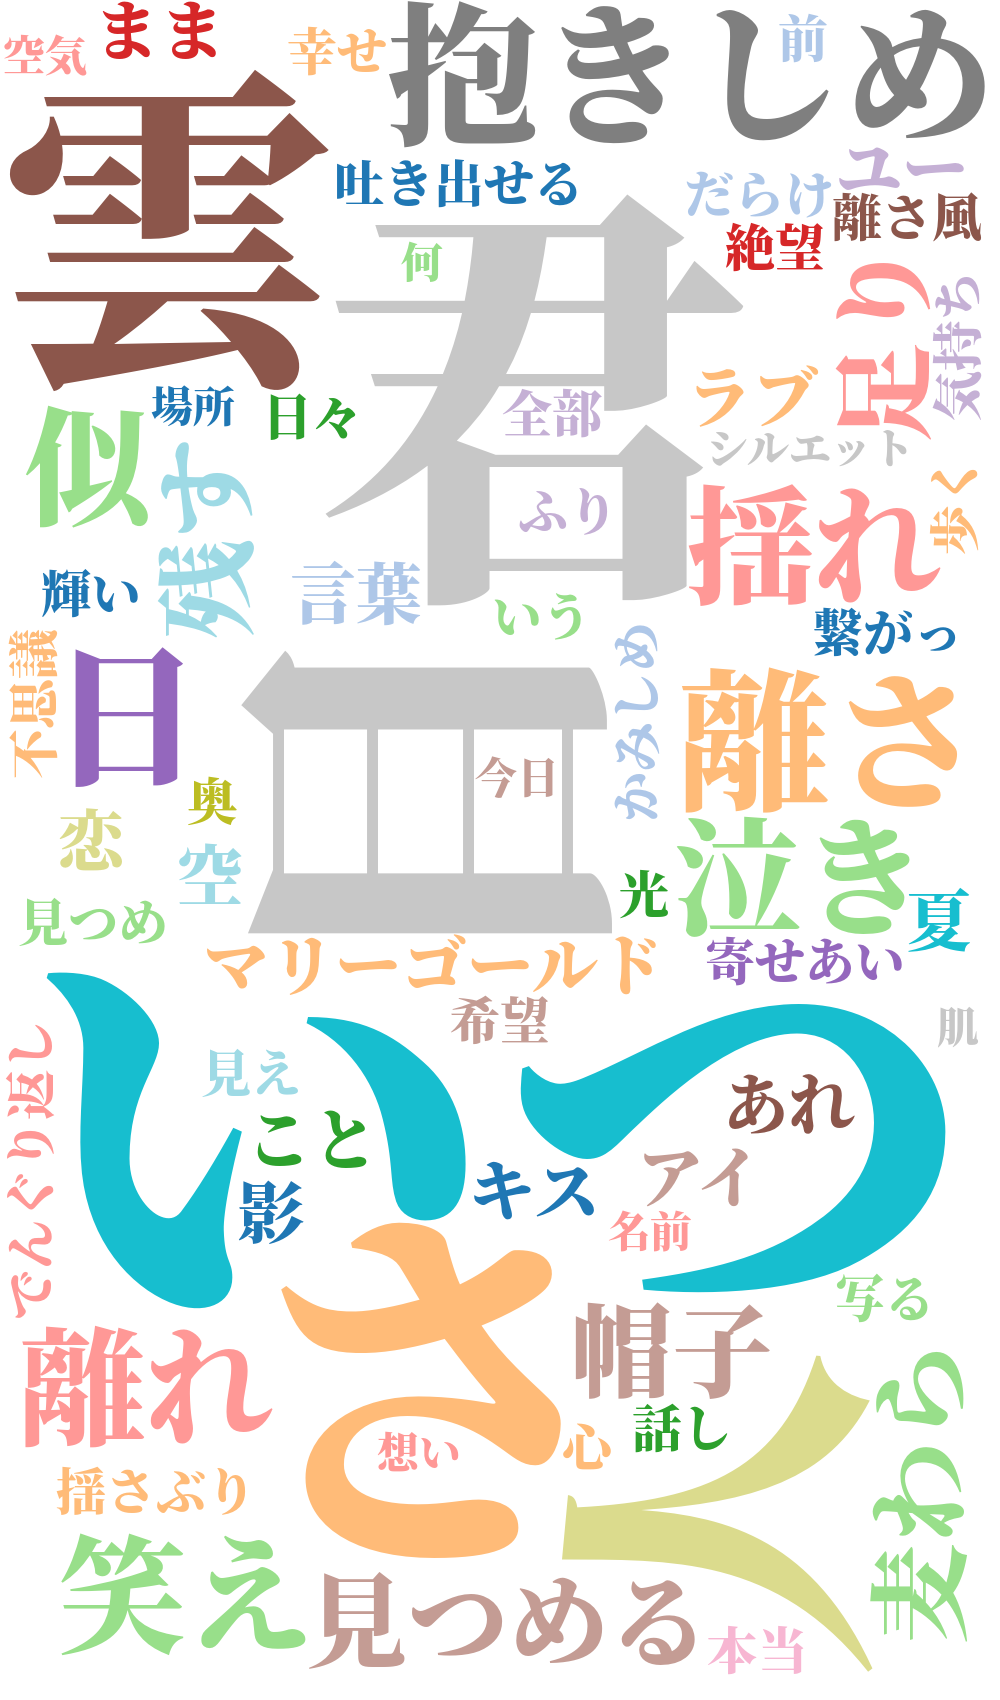 空気
まま
幸せ
抱きしめ
前
雲
吐き出せる
だらけ
ユー
離さ風
絶望
何
君
足り
気持ち
場所
日々
全部
ラブ
シルエット
似
残す
ふり
揺れ
歩く
輝い
言葉
いう
繋がっ
不思議
日
かみしめ
離さ
皿
今日
奥
恋
空
光
泣き
夏
見つめ
マリーゴールド
寄せあい
希望
肌
いつ
でんぐり返し
見え
こと
あれ
影
キス
アイ
名前
さ
写る
離れ
帽子
人
麦わら
想い
心
話し
揺さぶり
笑え
見つめる
本当